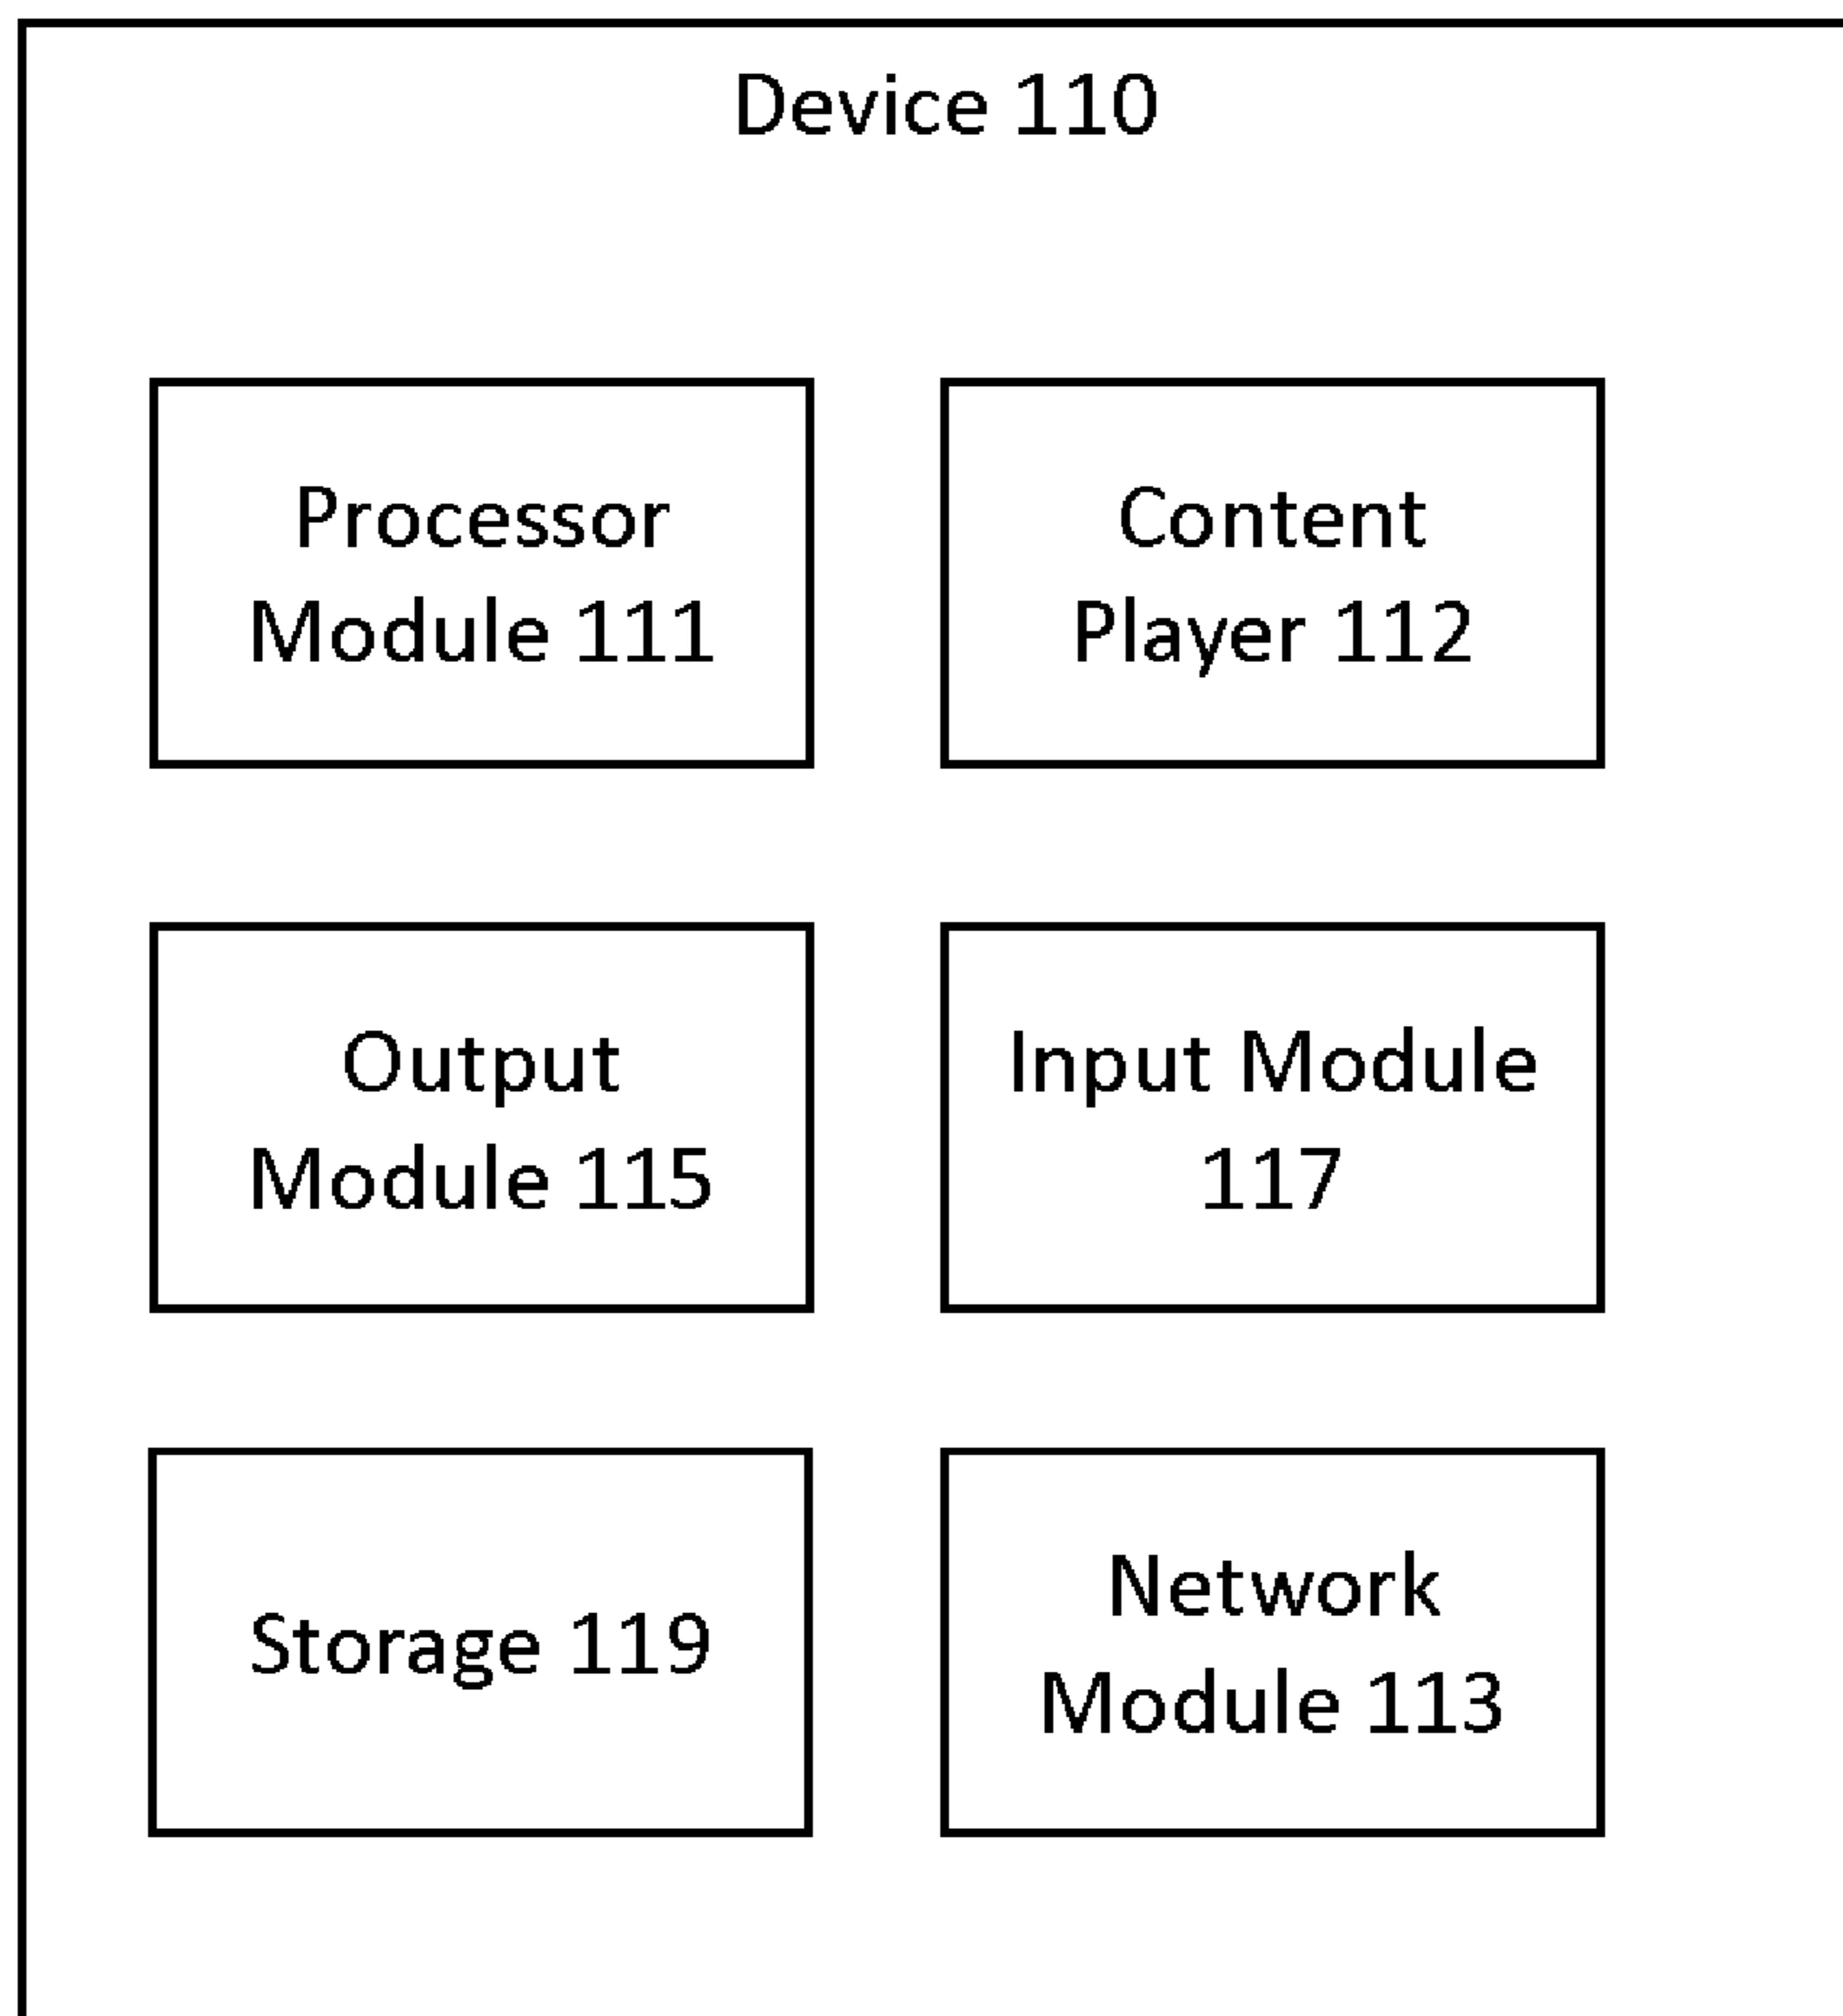 Device 110
Processor
Module 111
Content
Player 112
Output
Module 115
Input Module
117
Storage 119
Network
Module 113